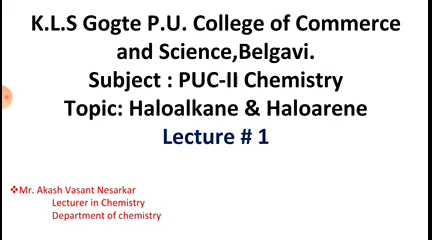 K.L.S Gogte P.U. College of Commerce
and Science,Belgavi.
Subject : PUC-II Chemistry
Topic: Haloalkane & Haloarene
Lecture # 1
❖Mr. Akash Vasant Nesarkar
Lecturer in Chemistry
Department of chemistry